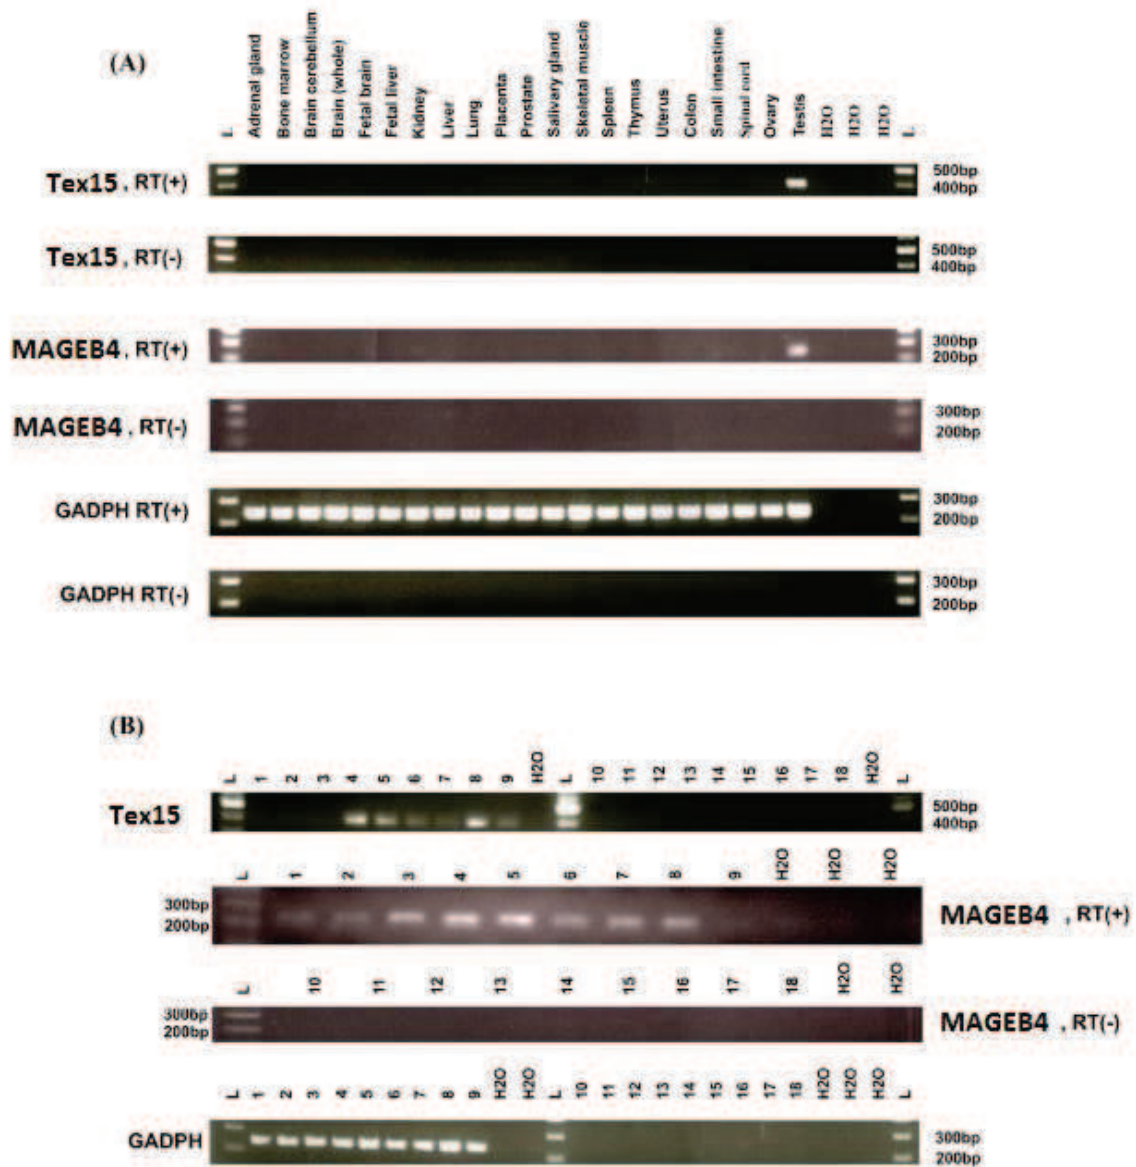 (A)
L Adrenal gland Bone marrow Brain cerebellum Brain (whole) Fetal brain Fetal liver Kidney Liver Lung Placenta Prostate Salivary gland Skeletal muscle Spleen Thymus Uterus Colon Small intestine Spinal cord Ovary Testis H2O H2O H2O L
Tex15 , RT(+) 500bp
400bp
Tex15 , RT(-) 500bp
400bp
MAGEB4 , RT(+) 300bp
200bp
MAGEB4 , RT(-) 300bp
200bp
GADPH RT(+) 300bp
200bp
GADPH RT(-) 300bp
200bp
(B)
L 1 2 3 4 5 6 7 8 9 H2O L 10 11 12 13 14 15 16 17 18 H2O L
Tex15 500bp
400bp
L 1 2 3 4 5 6 7 8 9 H2O H2O H2O
300bp
200bp MAGEB4 , RT(+)
L 10 11 12 13 14 15 16 17 18 H2O H2O
300bp
200bp MAGEB4 , RT(-)
L 1 2 3 4 5 6 7 8 9 H2O H2O L 10 11 12 13 14 15 16 17 18 H2O H2O H2O L
GADPH 300bp
200bp